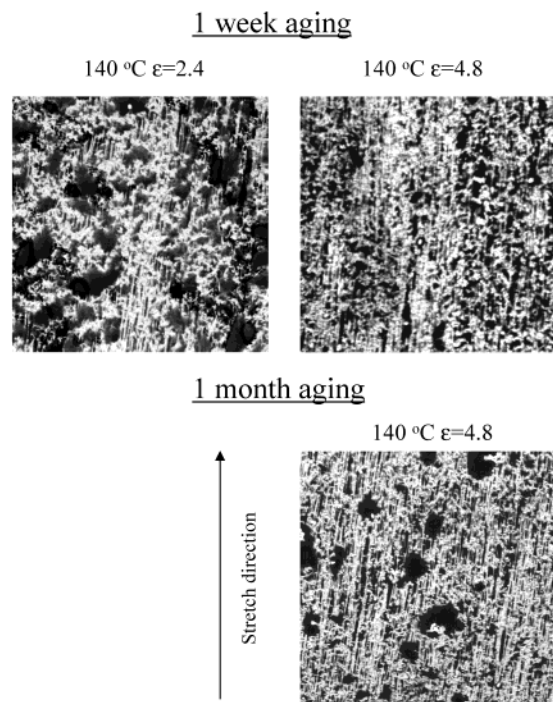 1 week aging
140 °C ε=2.4
140 °C ε=4.8
1 month aging
140 °C ε=4.8
Stretch direction